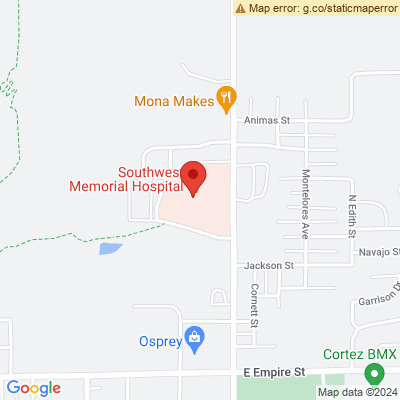 Map error: g.co/staticmaperror
Mona Makes
Animas St
Southwest
Memorial Hospital
Montelores Ave
N Edith St
Navajo St
Jackson St
Garrison Dr
Cornett St
Osprey
Cortez BMX
E Empire St
Google
Map data ©2024